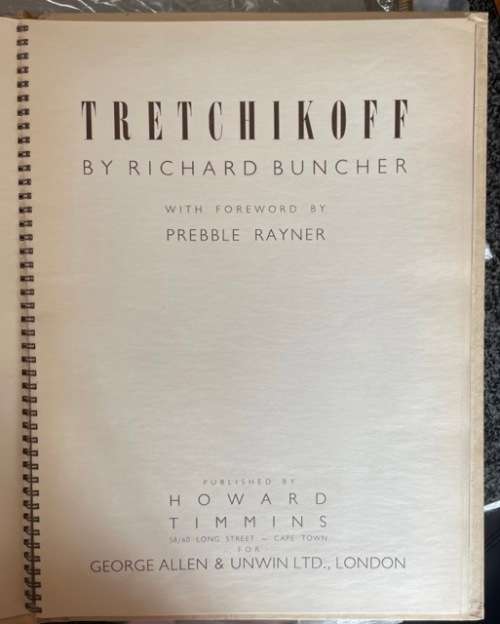 TRETCHIKOFF
BY RICHARD BUNCHER
WITH FOREWORD BY
PREBBLE RAYNER
PUBLISHED BY
HOWARD
TIMMINS
58/60 LONG STREET — CAPE TOWN
FOR
GEORGE ALLEN & UNWIN LTD., LONDON